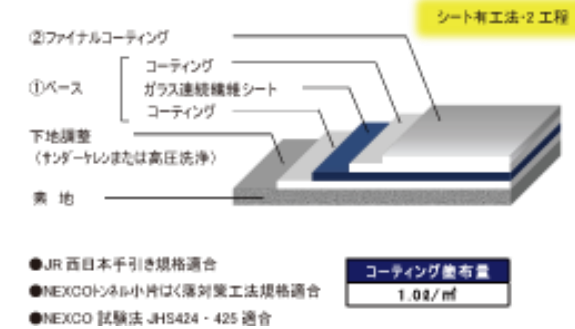 シート有工法・2工程
②ファイナルコーティング
コーティング
①ベース
ガラス連続繊維シート
コーティング
下地調整
(サンダーケレンまたは高圧洗浄)
素 地
●JR西日本手引き規格適合
●NEXCOトンネル小片はく落対策工法規格適合
●NEXCO 試験法 JHS424・425 適合
コーティング塗布量
1.0ℓ/㎡